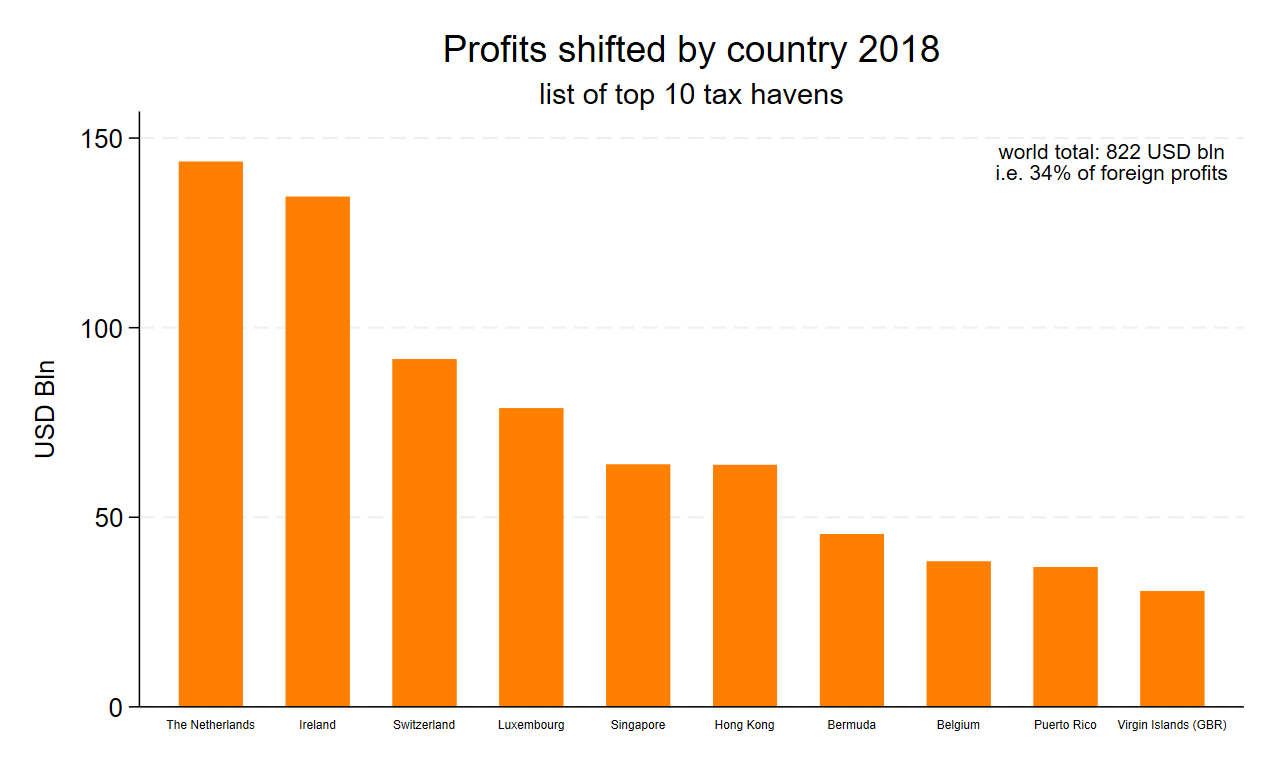 Profits shifted by country 2018
list of top 10 tax havens
world total: 822 USD bln
i.e. 34% of foreign profits
USD Bln
150
100
50
0
The Netherlands
Ireland
Switzerland
Luxembourg
Singapore
Hong Kong
Bermuda
Belgium
Puerto Rico
Virgin Islands (GBR)